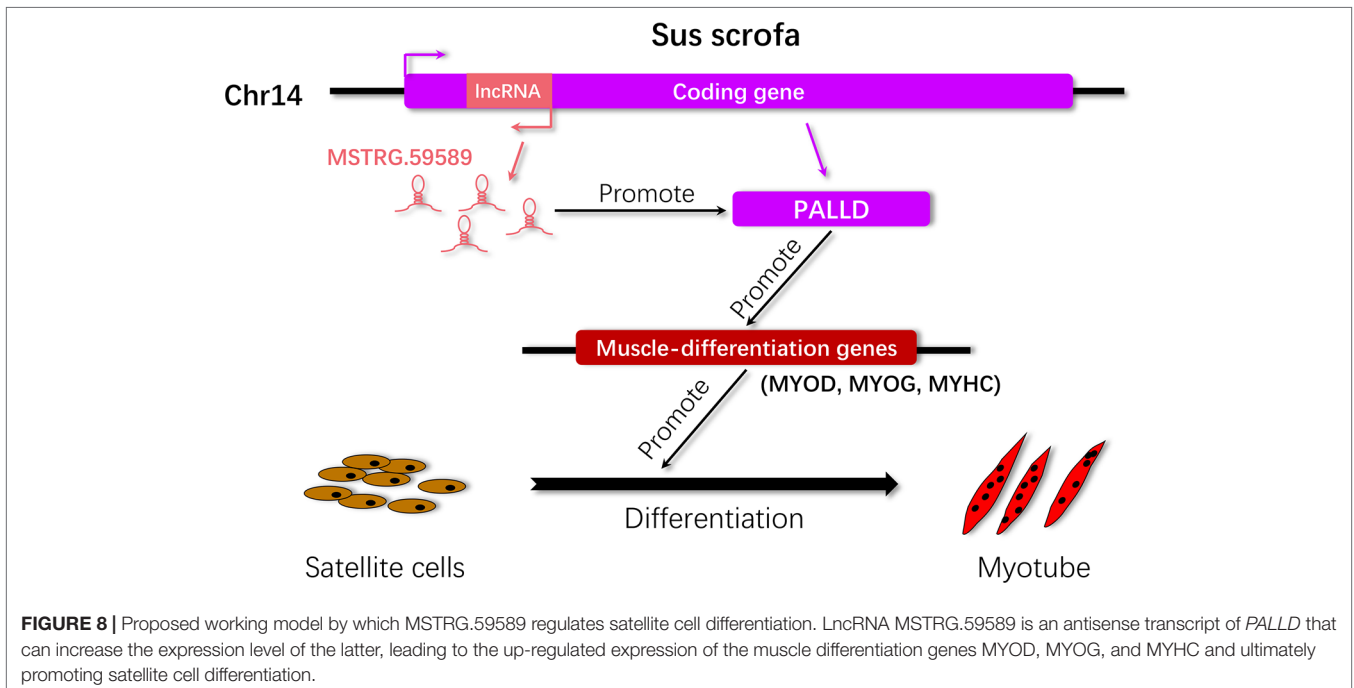 Sus scrofa
Chr14
lncRNA
Coding gene
MSTRG.59589
Promote
PALLD
Promote
Muscle-differentiation genes
(MYOD, MYOG, MYHC)
Promote
Differentiation
Satellite cells
Myotube
FIGURE 8 | Proposed working model by which MSTRG.59589 regulates satellite cell differentiation. LncRNA MSTRG.59589 is an antisense transcript of PALLD that
can increase the expression level of the latter, leading to the up-regulated expression of the muscle differentiation genes MYOD, MYOG, and MYHC and ultimately
promoting satellite cell differentiation.